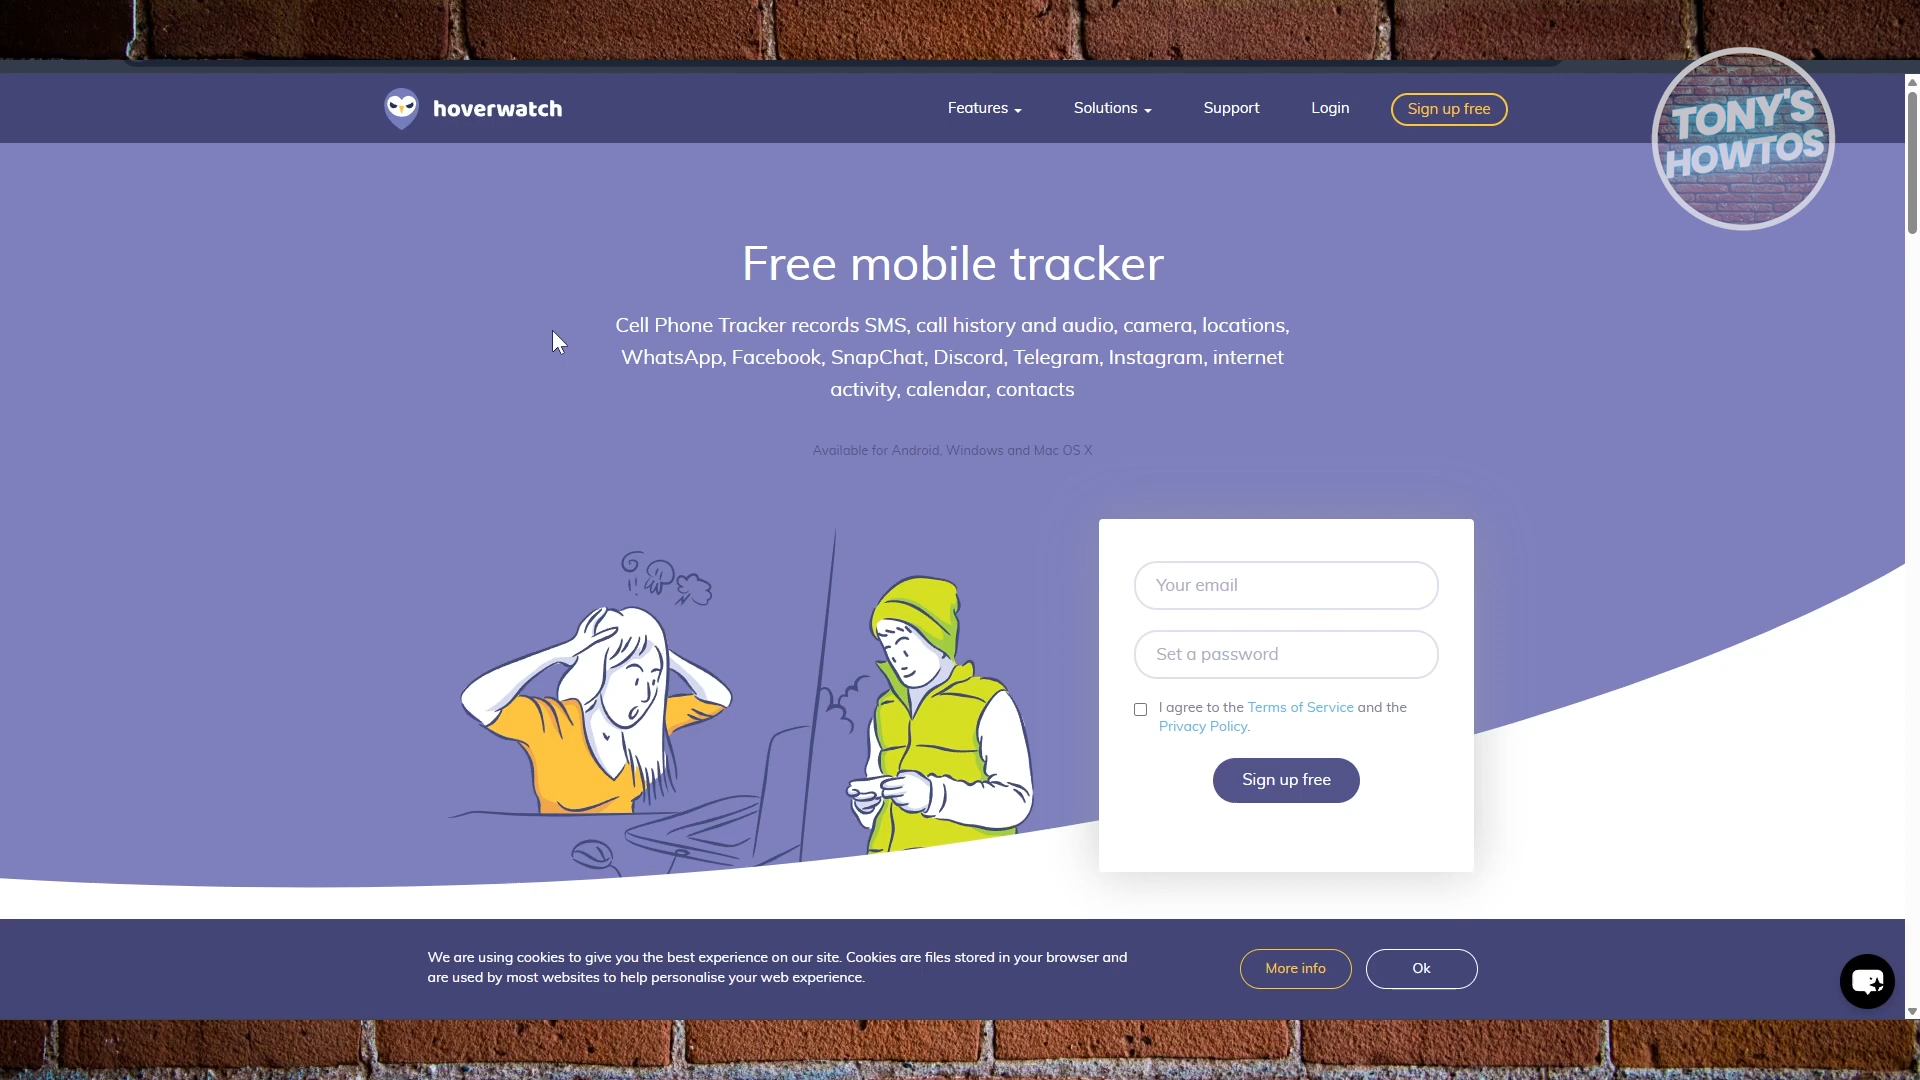 hoverwatch
Features
Solutions
Support
Login
Sign up free
TONY'S
HOWTOS
Free mobile tracker
Cell Phone Tracker records SMS, call history and audio, camera, locations,
WhatsApp, Facebook, SnapChat, Discord, Telegram, Instagram, internet
activity, calendar, contacts
Available for Android, Windows and Mac OS X
Your email
Set a password
I agree to the Terms of Service and the
Privacy Policy.
Sign up free
We are using cookies to give you the best experience on our site. Cookies are files stored in your browser and
are used by most websites to help personalise your web experience.
More info
Ok